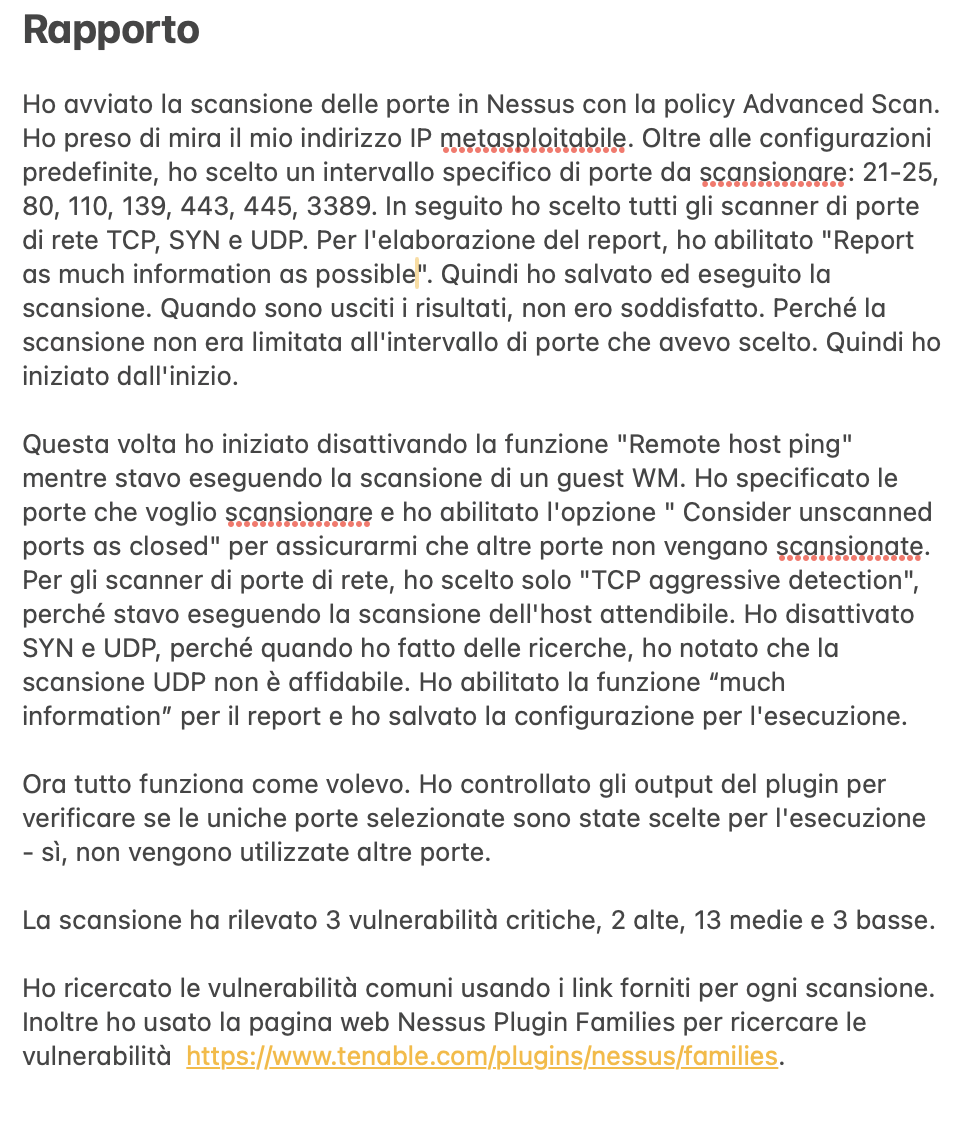 Rapporto
Ho avviato la scansione delle porte in Nessus con la policy Advanced Scan.
Ho preso di mira il mio indirizzo IP metasploitabile. Oltre alle configurazioni
predefinite, ho scelto un intervallo specifico di porte da scansionare: 21-25,
80, 110, 139, 443, 445, 3389. In seguito ho scelto tutti gli scanner di porte
di rete TCP, SYN e UDP. Per l'elaborazione del report, ho abilitato "Report
as much information as possible". Quindi ho salvato ed eseguito la
scansione. Quando sono usciti i risultati, non ero soddisfatto. Perché la
scansione non era limitata all'intervallo di porte che avevo scelto. Quindi ho
iniziato dall'inizio.
Questa volta ho iniziato disattivando la funzione "Remote host ping"
mentre stavo eseguendo la scansione di un guest WM. Ho specificato le
porte che voglio scansionare e ho abilitato l'opzione " Consider unscanned
ports as closed" per assicurarmi che altre porte non vengano scansionate.
Per gli scanner di porte di rete, ho scelto solo "TCP aggressive detection",
perché stavo eseguendo la scansione dell'host attendibile. Ho disattivato
SYN e UDP, perché quando ho fatto delle ricerche, ho notato che la
scansione UDP non è affidabile. Ho abilitato la funzione “much
information” per il report e ho salvato la configurazione per l'esecuzione.
Ora tutto funziona come volevo. Ho controllato gli output del plugin per
verificare se le uniche porte selezionate sono state scelte per l'esecuzione
- sì, non vengono utilizzate altre porte.
La scansione ha rilevato 3 vulnerabilità critiche, 2 alte, 13 medie e 3 basse.
Ho ricercato le vulnerabilità comuni usando i link forniti per ogni scansione.
Inoltre ho usato la pagina web Nessus Plugin Families per ricercare le
vulnerabilità  https://www.tenable.com/plugins/nessus/families.